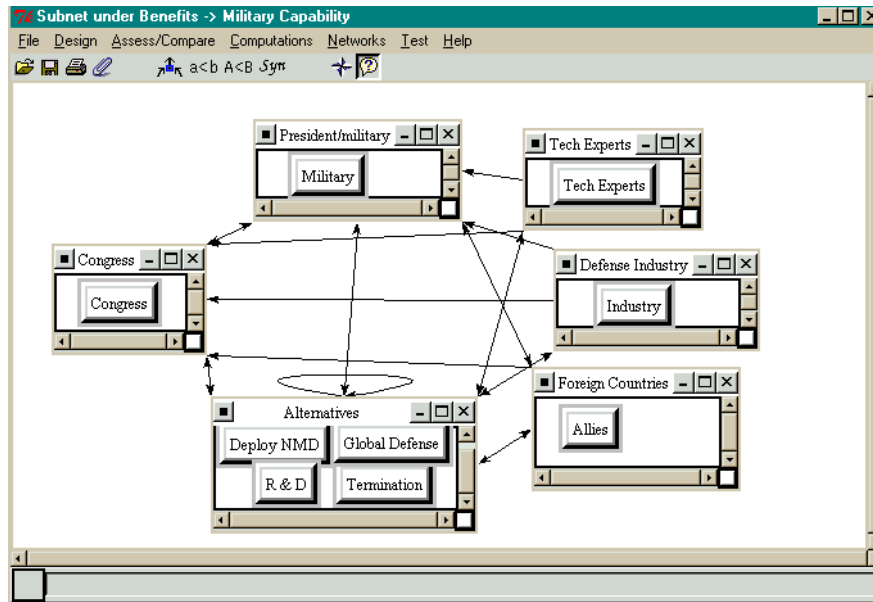 Subnet under Benefits -> Military Capability
File Design Assess/Compare Computations Networks Test Help
a<b A<B Syn
President/military
Military
Tech Experts
Tech Experts
Congress
Congress
Defense Industry
Industry
Foreign Countries
Allies
Alternatives
Deploy NMD Global Defense
R & D Termination